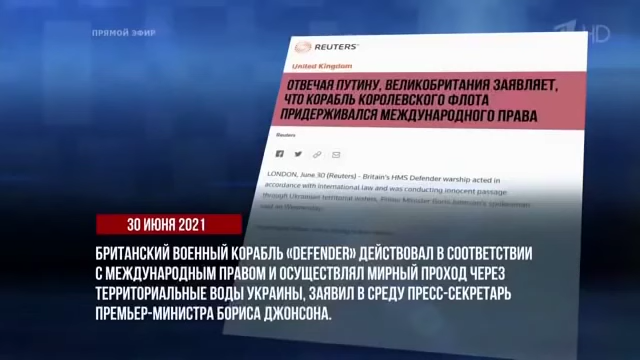 ПРЯМОЙ ЭФИР
HD
REUTERS
United Kingdom
ОТВЕЧАЯ ПУТИНУ, ВЕЛИКОБРИТАНИЯ ЗАЯВЛЯЕТ,
ЧТО КОРАБЛЬ КОРОЛЕВСКОГО ФЛОТА
ПРИДЕРЖИВАЛСЯ МЕЖДУНАРОДНОГО ПРАВА
Reuters
LONDON, June 30 (Reuters) - Britain's HMS Defender warship acted in
accordance with international law and was conducting innocent passage
through Ukrainian territorial waters, Prime Minister Boris Johnson's spokesman
said on
30 ИЮНЯ 2021
БРИТАНСКИЙ ВОЕННЫЙ КОРАБЛЬ «DEFENDER» ДЕЙСТВОВАЛ В СООТВЕТСТВИИ
С МЕЖДУНАРОДНЫМ ПРАВОМ И ОСУЩЕСТВЛЯЛ МИРНЫЙ ПРОХОД ЧЕРЕЗ
ТЕРРИТОРИАЛЬНЫЕ ВОДЫ УКРАИНЫ, ЗАЯВИЛ В СРЕДУ ПРЕСС-СЕКРЕТАРЬ
ПРЕМЬЕР-МИНИСТРА БОРИСА ДЖОНСОНА.